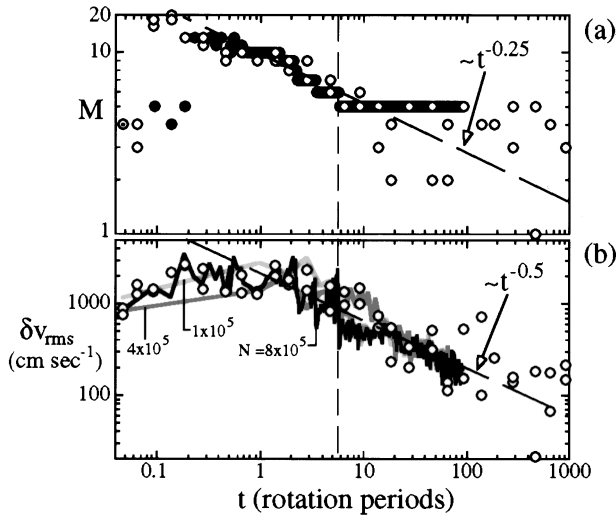 20
(a)
10
~t^-0.25
M
1
(b)
~t^-0.5
1000
δv_rms
(cm sec^-1)
1x10^5
4x10^5
N =8x10^5
100
0.1 1 10 100 1000
t (rotation periods)